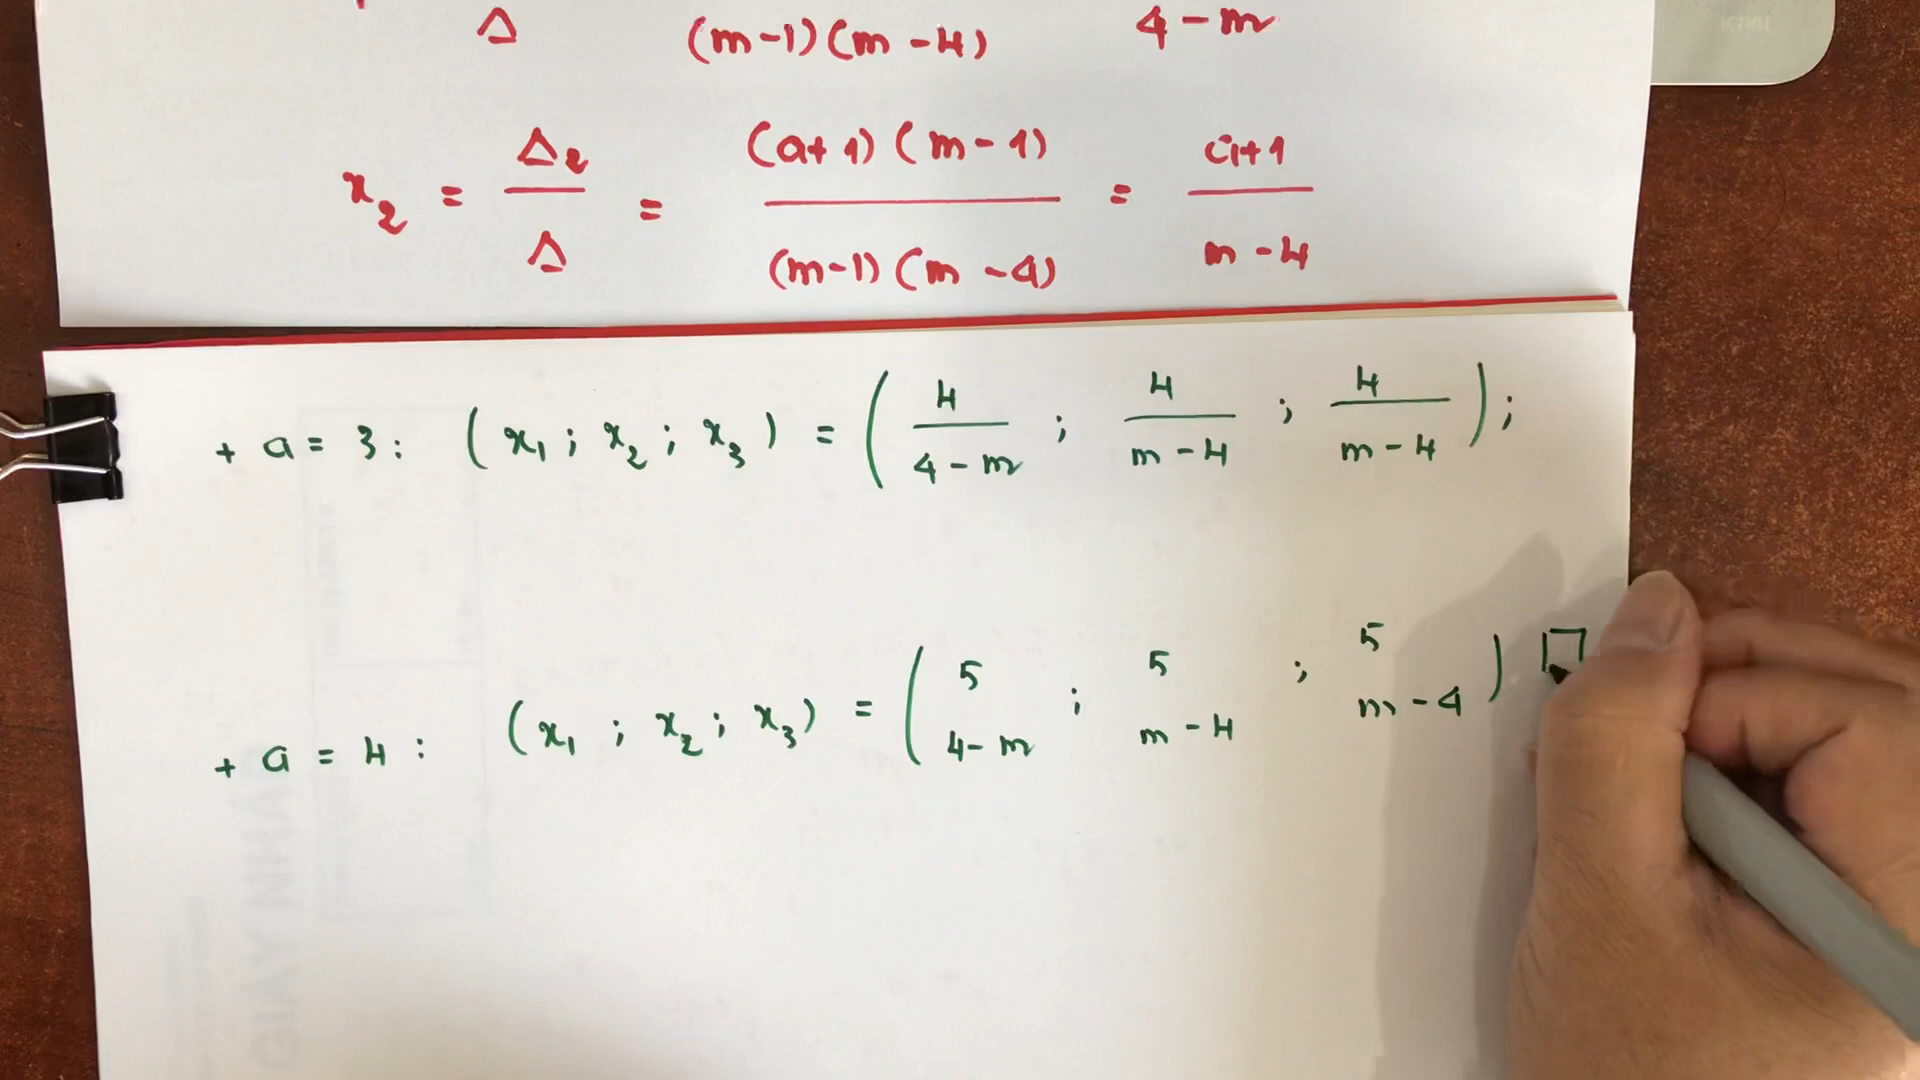 Δ (m-1)(m-4) 4-m
x₂ = Δ₂/Δ = (a+1)(m-1)/(m-1)(m-4) = a+1/m-4
+ a = 3: (x₁; x₂; x₃) = (4/4-m; 4/m-4; 4/m-4);
+ a = 4: (x₁; x₂; x₃) = (5 4-m; 5 m-4; 5 m-4)